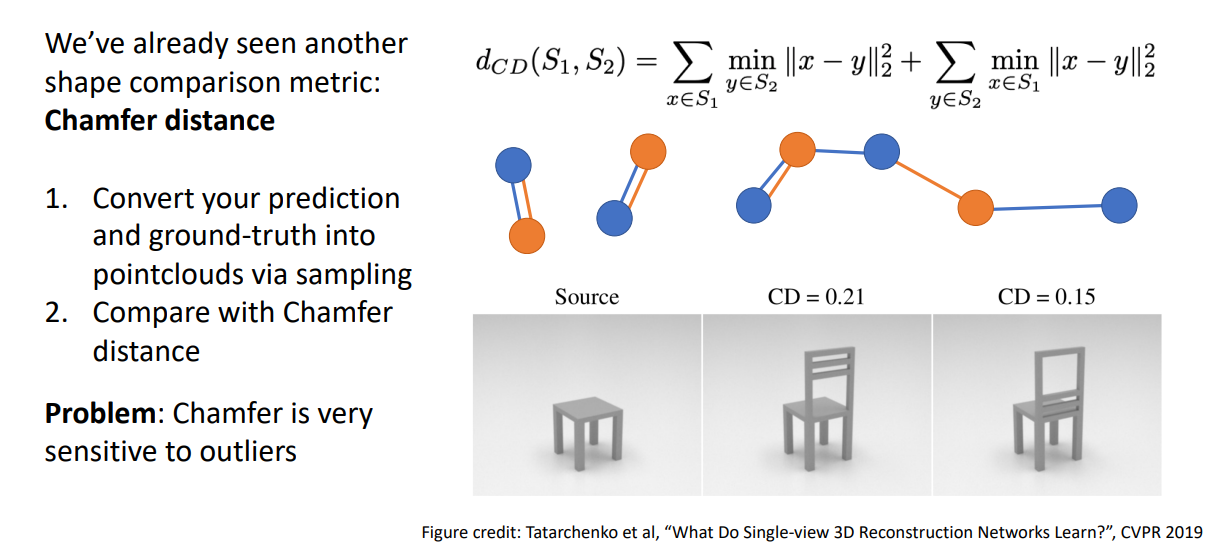 We’ve already seen another
shape comparison metric:
Chamfer distance
1. Convert your prediction
and ground-truth into
pointclouds via sampling
2. Compare with Chamfer
distance
Problem: Chamfer is very
sensitive to outliers
d_{CD}(S_1, S_2) = \sum_{x \in S_1} \min_{y \in S_2} \|x - y\|_2^2 + \sum_{y \in S_2} \min_{x \in S_1} \|x - y\|_2^2
Source CD = 0.21 CD = 0.15
Figure credit: Tatarchenko et al, “What Do Single-view 3D Reconstruction Networks Learn?”, CVPR 2019